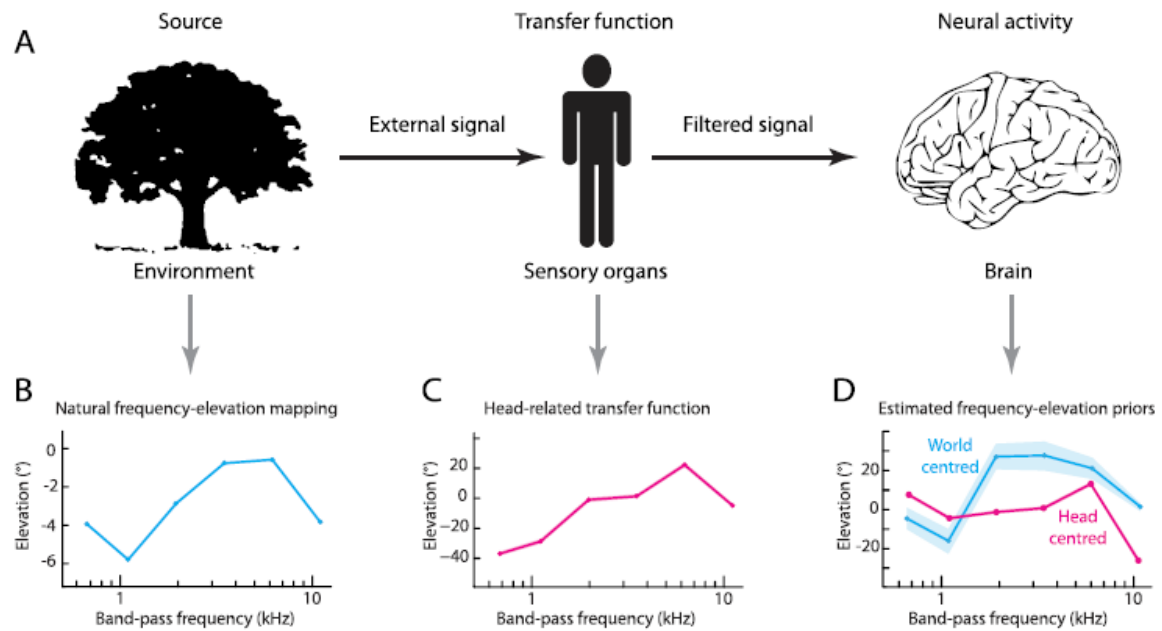 Source
Transfer function
Neural activity
A
External signal
Filtered signal
Environment
Sensory organs
Brain
B
Natural frequency-elevation mapping
Elevation (°)
0
-2
-4
-6
1
10
Band-pass frequency (kHz)
C
Head-related transfer function
Elevation (°)
20
0
−20
−40
1
10
Band-pass frequency (kHz)
D
Estimated frequency-elevation priors
World
centred
Head
centred
Elevation (°)
20
0
-20
1
10
Band-pass frequency (kHz)